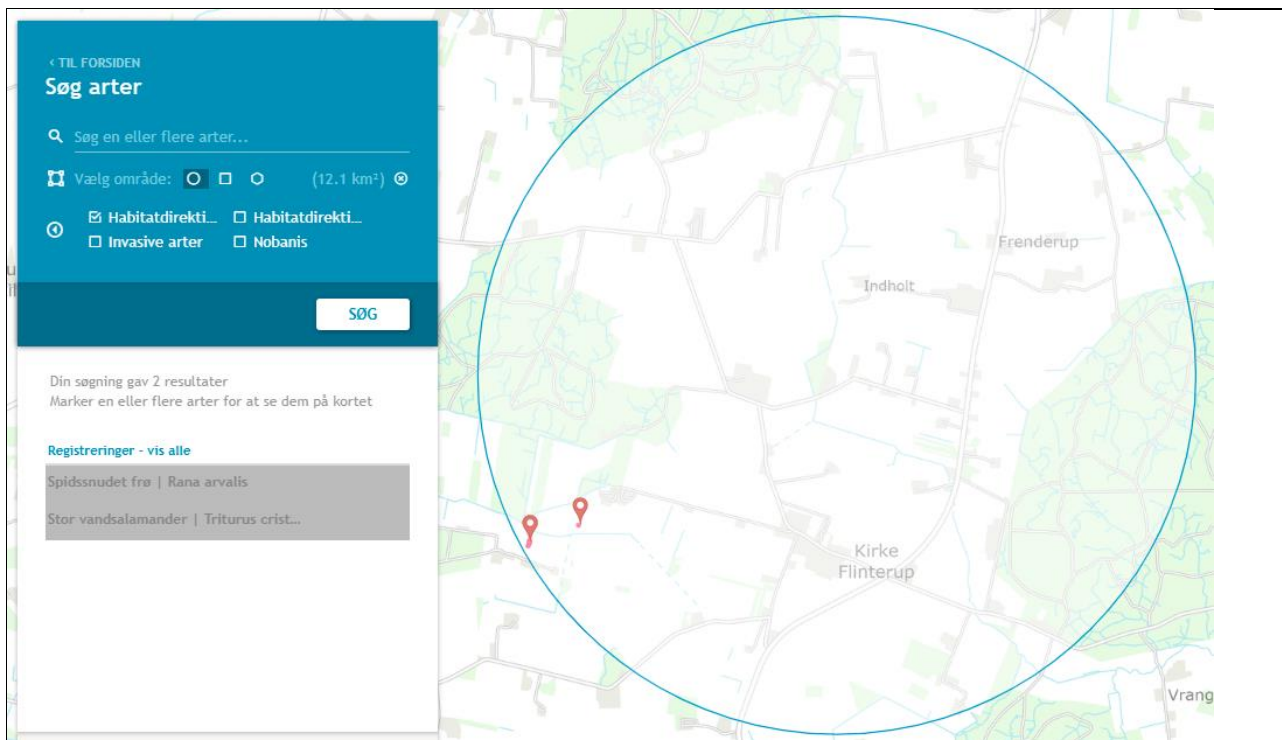 ‹ TIL FORSIDEN
Søg arter
Søg en eller flere arter...
Vælg område:
(12.1 km²)
Habitatdirekti...
Habitatdirekti...
Invasive arter
Nobanis
SØG
Din søgning gav 2 resultater
Marker en eller flere arter for at se dem på kortet
Registreringer - vis alle
Spidssnudet frø | Rana arvalis
Stor vandsalamander | Triturus crist...
Frenderup
Indholt
Kirke
Flinterup
Vrang